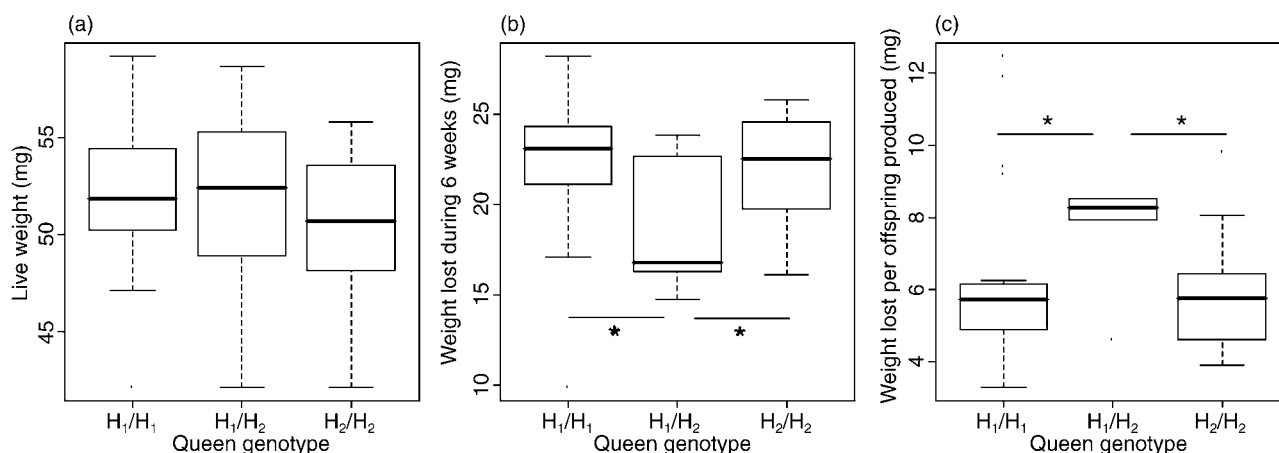 (a)
Live weight (mg)
55
50
45
H₁/H₁ H₁/H₂ H₂/H₂
Queen genotype
(b)
Weight lost during 6 weeks (mg)
25
20
15
10
* *
H₁/H₁ H₁/H₂ H₂/H₂
Queen genotype
(c)
Weight lost per offspring produced (mg)
12
10
8
6
4
* *
H₁/H₁ H₁/H₂ H₂/H₂
Queen genotype